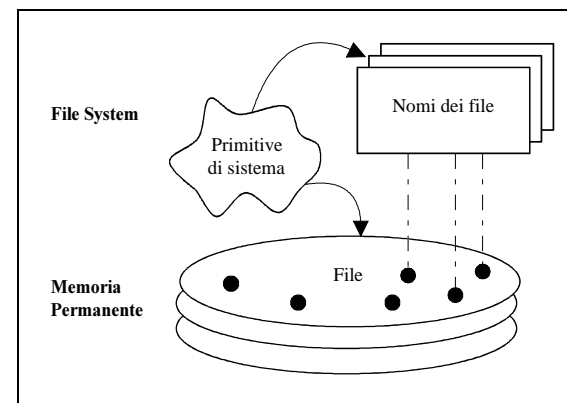 File System
Primitive
di sistema
Nomi dei file
File
Memoria
Permanente